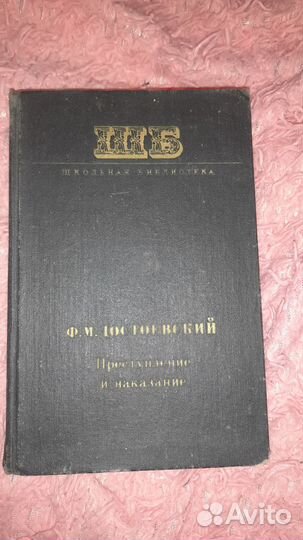 ШБ
ШКОЛЬНАЯ БИБЛИОТЕКА
Ф.М. ДОСТОЕВСКИЙ
Преступление
и наказание
Avito